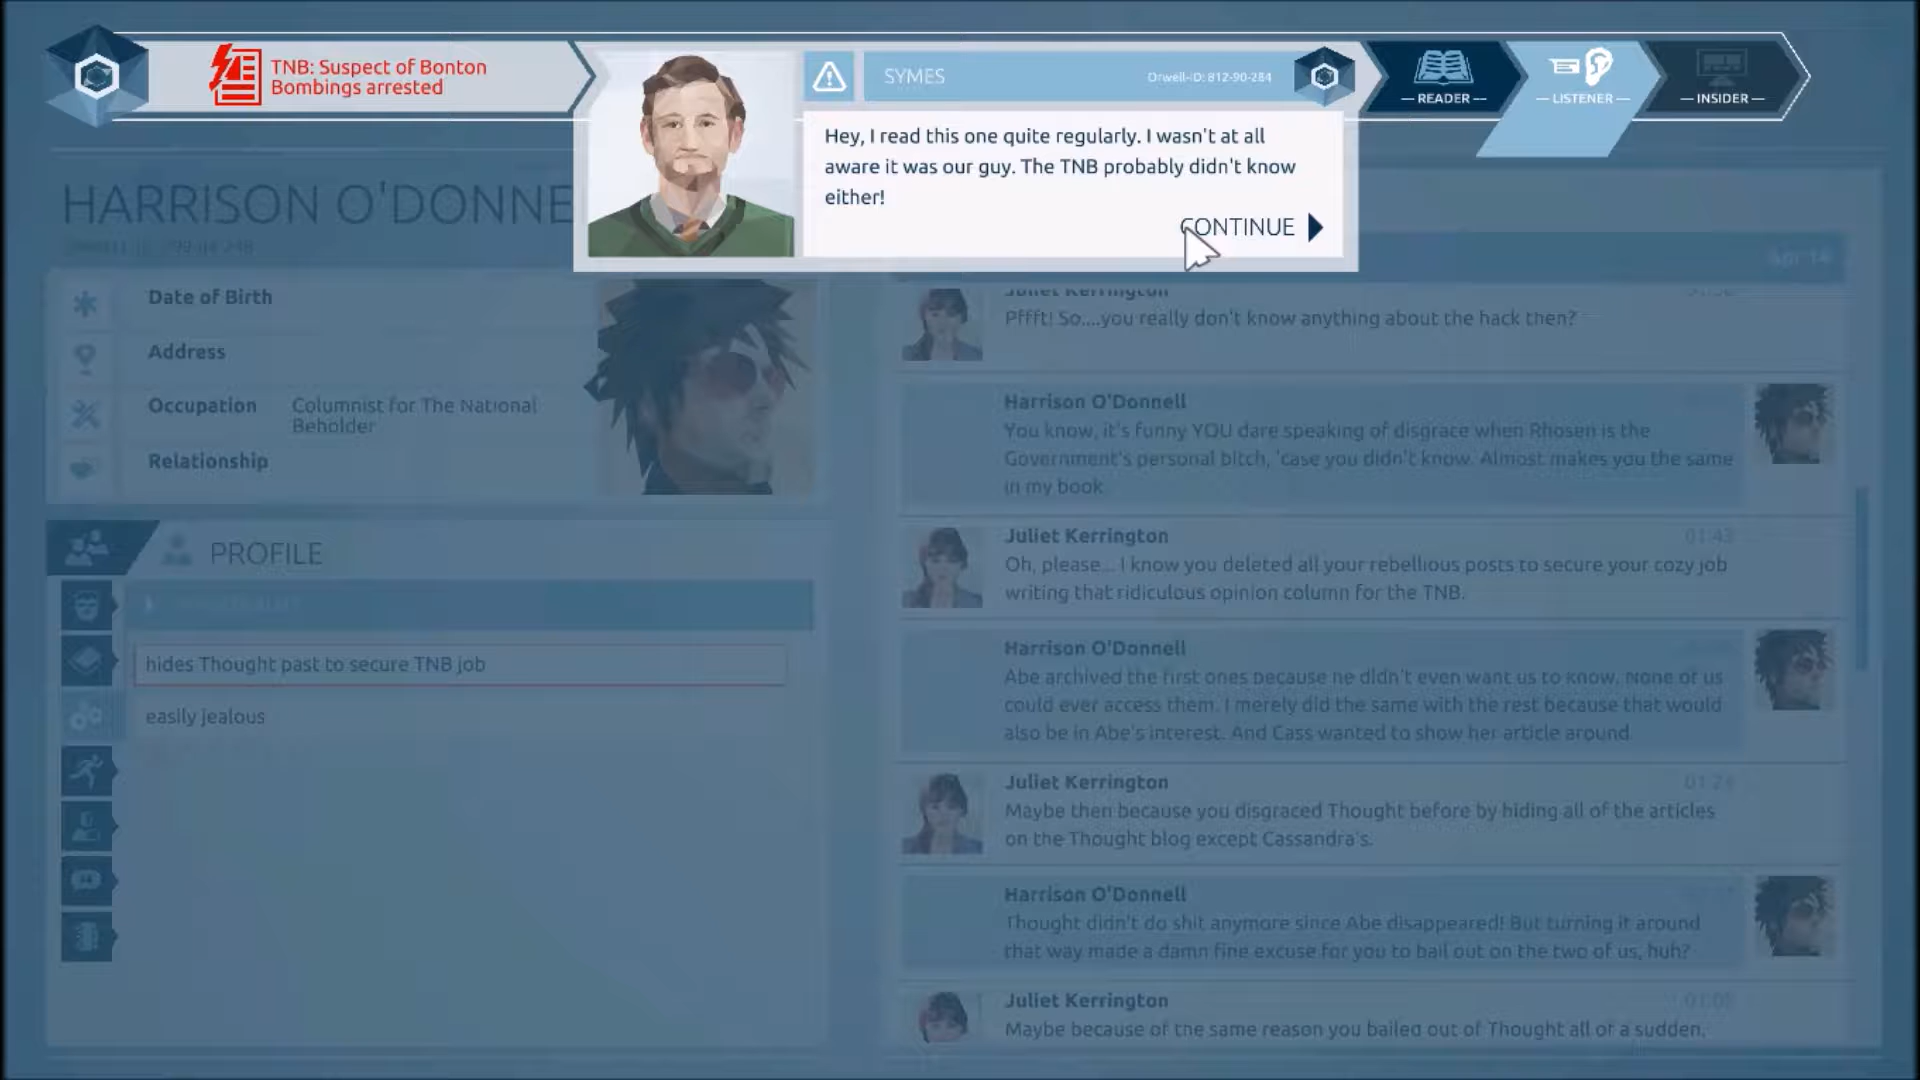 TNB: Suspect of Bonton
Bombings arrested
SYMES
Orwell-ID: 812-90-284
Hey, I read this one quite regularly. I wasn't at all
aware it was our guy. The TNB probably didn't know
either!
CONTINUE
— READER —
— LISTENER —
— INSIDER —
HARRISON O'DONNE
Date of Birth
Address
Occupation
Columnist for The National
Beholder
Relationship
PROFILE
hides Thought past to secure TNB job
easily jealous
Apr 14
Juliet Kerrington
Pffft! So....you really don't know anything about the hack then?
Harrison O'Donnell
You know, it's funny YOU dare speaking of disgrace when Rhosen is the
Government's personal bitch, 'case you didn't know. Almost makes you the same
in my book.
Juliet Kerrington
01:43
Oh, please... I know you deleted all your rebellious posts to secure your cozy job
writing that ridiculous opinion column for the TNB.
Harrison O'Donnell
Abe archived the first ones because he didn't even want us to know. None of us
could ever access them. I merely did the same with the rest because that would
also be in Abe's interest. And Cass wanted to show her article around.
Juliet Kerrington
01:24
Maybe then because you disgraced Thought before by hiding all of the articles
on the Thought blog except Cassandra's.
Harrison O'Donnell
Thought didn't do shit anymore since Abe disappeared! But turning it around
that way made a damn fine excuse for you to bail out on the two of us, huh?
Juliet Kerrington
Maybe because of the same reason you bailed out of Thought all of a sudden.